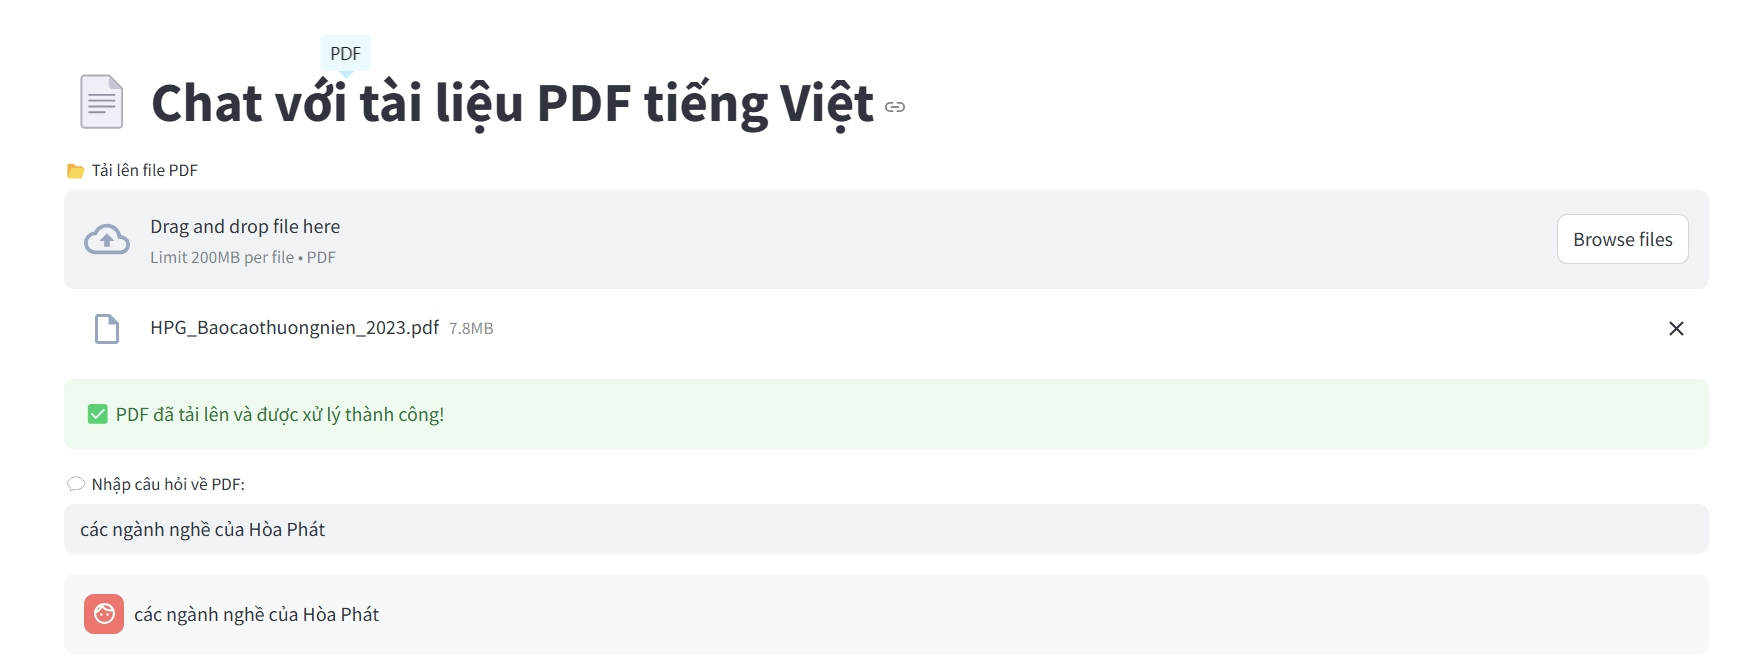 PDF
Chat với tài liệu PDF tiếng Việt
Tải lên file PDF
Drag and drop file here
Limit 200MB per file • PDF
Browse files
HPG_Baocaothuongnien_2023.pdf 7.8MB
PDF đã tải lên và được xử lý thành công!
Nhập câu hỏi về PDF:
các ngành nghề của Hòa Phát
các ngành nghề của Hòa Phát